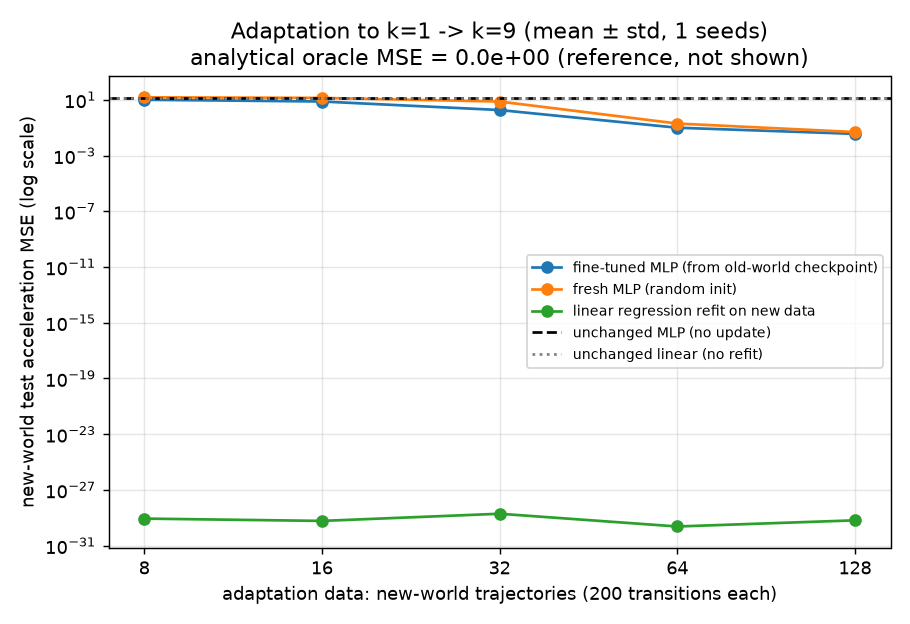 Adaptation to k=1 -> k=9 (mean ± std, 1 seeds)
analytical oracle MSE = 0.0e+00 (reference, not shown)
new-world test acceleration MSE (log scale)
10¹
10⁻³
10⁻⁷
10⁻¹¹
10⁻¹⁵
10⁻¹⁹
10⁻²³
10⁻²⁷
10⁻³¹
fine-tuned MLP (from old-world checkpoint)
fresh MLP (random init)
linear regression refit on new data
unchanged MLP (no update)
unchanged linear (no refit)
8 16 32 64 128
adaptation data: new-world trajectories (200 transitions each)